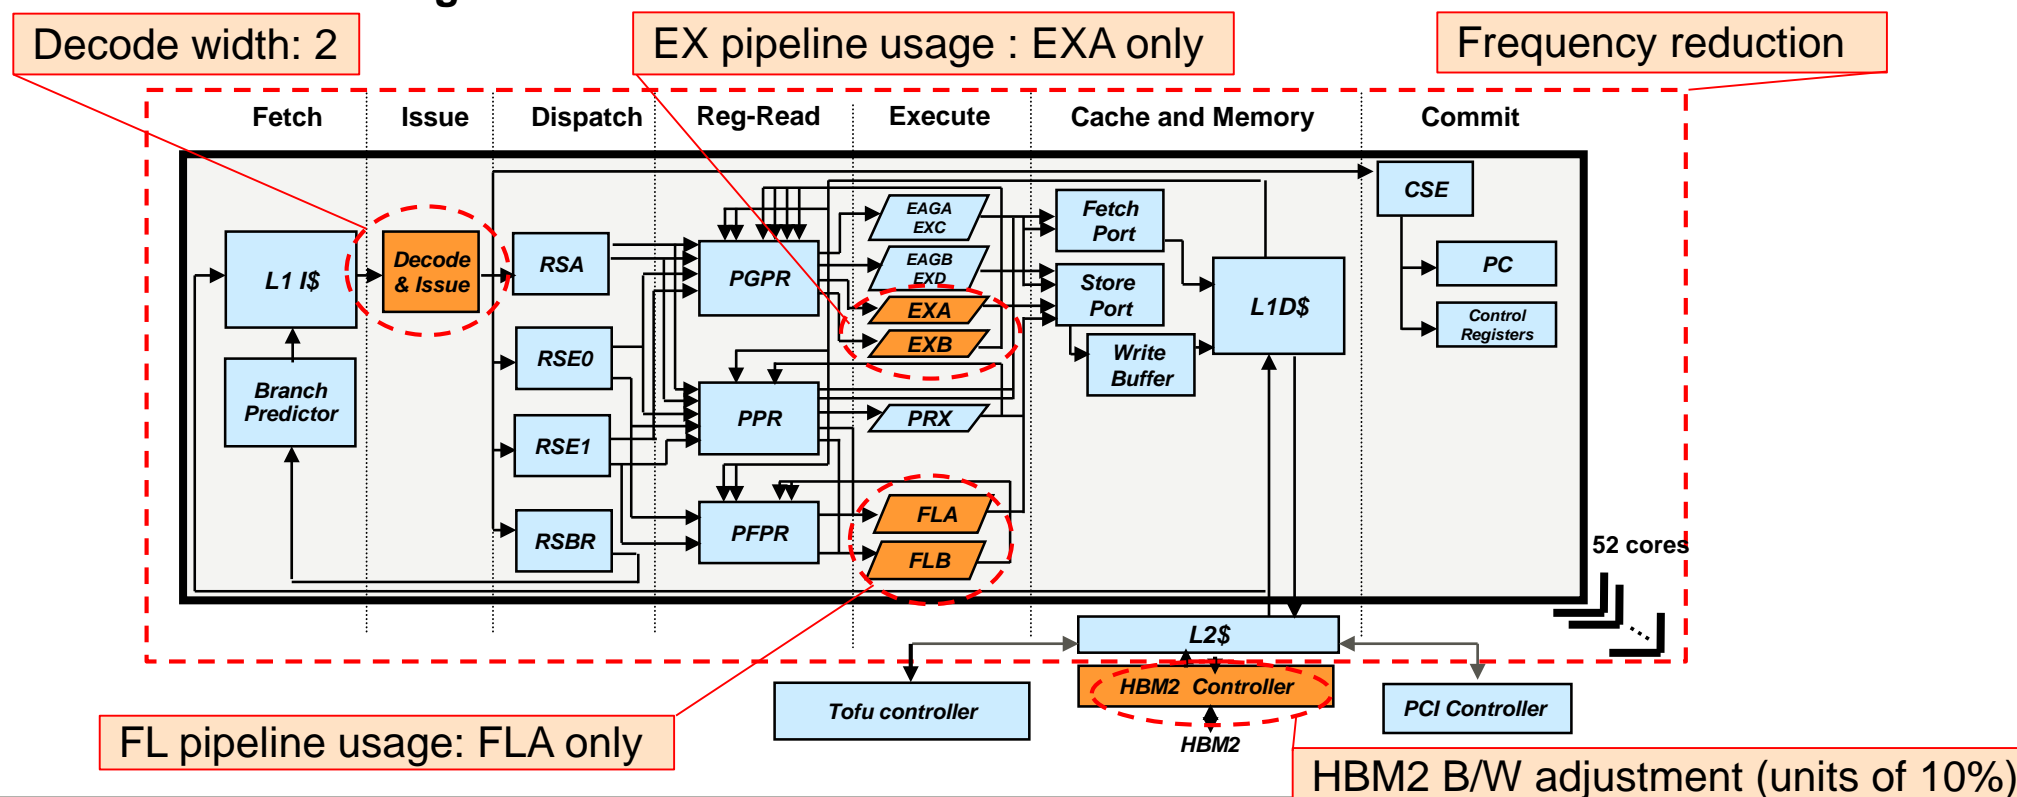 g
Decode width: 2
EX pipeline usage : EXA only
Frequency reduction
Fetch
Issue
Dispatch
Reg-Read
Execute
Cache and Memory
Commit
L1 I$
Branch
Predictor
Decode
& Issue
RSA
RSE0
RSE1
RSBR
PGPR
PPR
PFPR
EAGA
EXC
EAGB
EXD
EXA
EXB
PRX
FLA
FLB
Fetch
Port
Store
Port
Write
Buffer
L1D$
CSE
PC
Control
Registers
52 cores
L2$
HBM2 Controller
Tofu controller
PCI Controller
HBM2
FL pipeline usage: FLA only
HBM2 B/W adjustment (units of 10%)